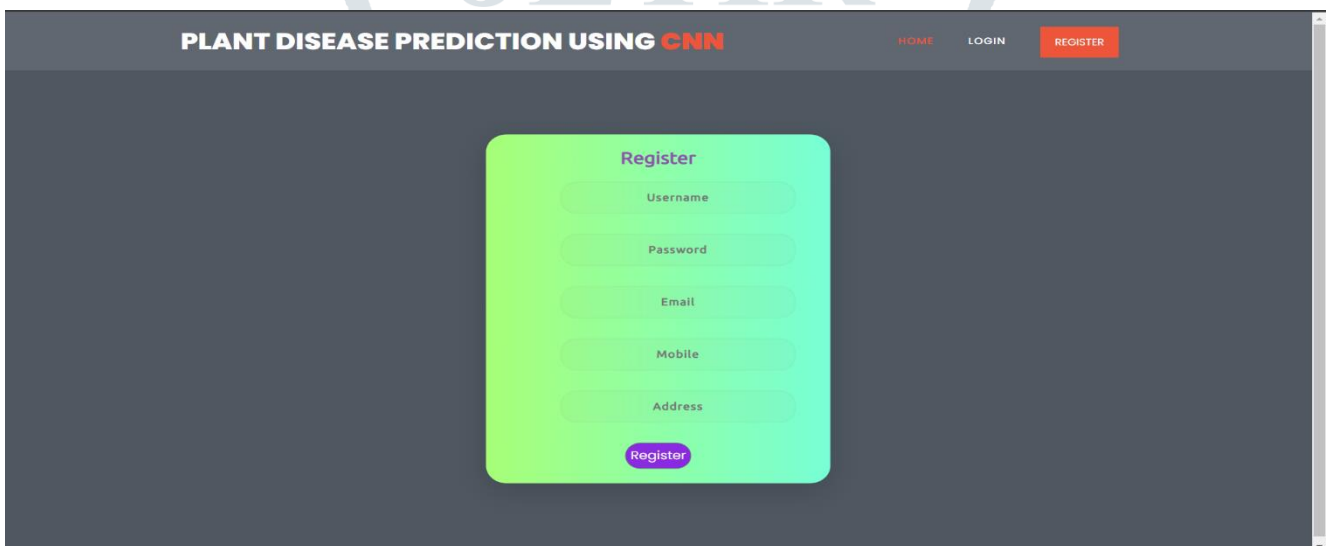 PLANT DISEASE PREDICTION USING CNN
HOME LOGIN REGISTER
Register
Username
Password
Email
Mobile
Address
Register